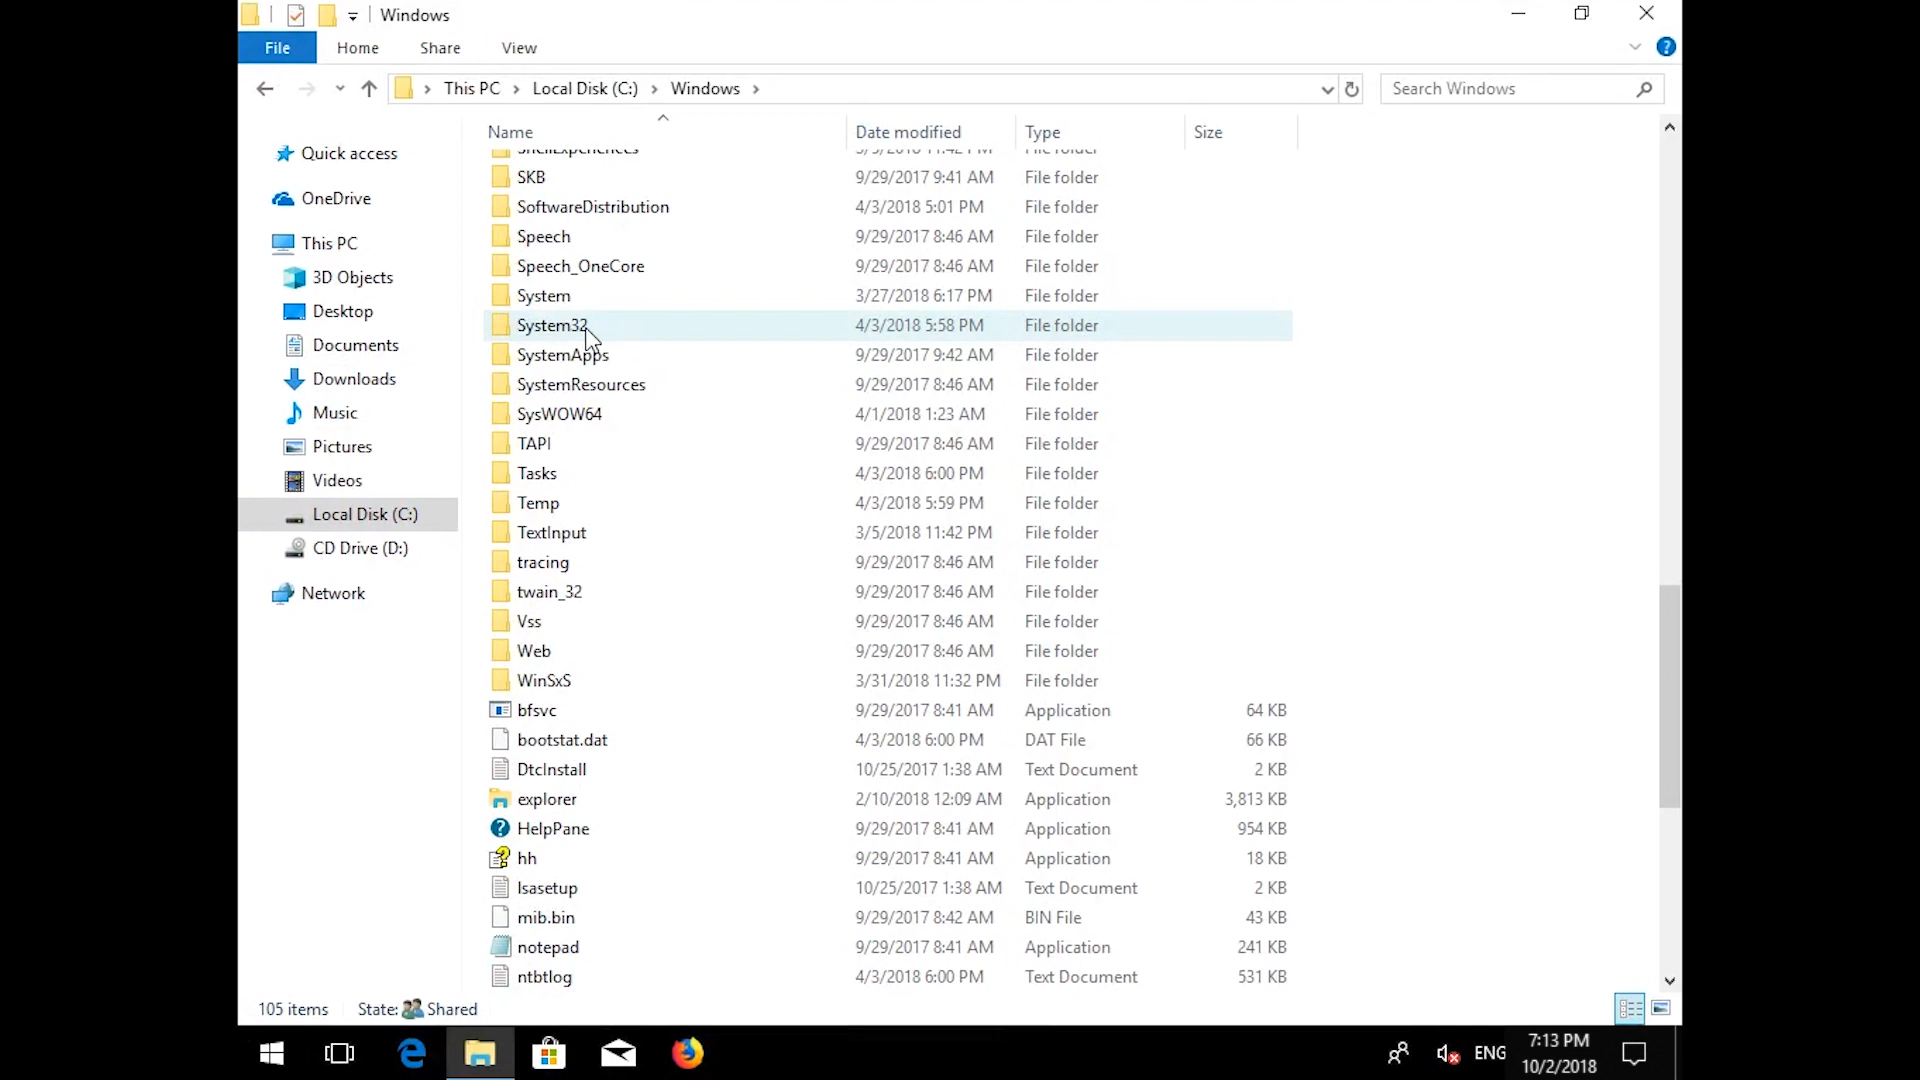 Windows
File Home Share View
This PC Local Disk (C:) Windows
Search Windows
Name Date modified Type Size
ShellExperiences 3/5/2018 11:42 PM File folder
SKB 9/29/2017 9:41 AM File folder
SoftwareDistribution 4/3/2018 5:01 PM File folder
Speech 9/29/2017 8:46 AM File folder
Speech_OneCore 9/29/2017 8:46 AM File folder
System 3/27/2018 6:17 PM File folder
System32 4/3/2018 5:58 PM File folder
SystemApps 9/29/2017 9:42 AM File folder
SystemResources 9/29/2017 8:46 AM File folder
SysWOW64 4/1/2018 1:23 AM File folder
TAPI 9/29/2017 8:46 AM File folder
Tasks 4/3/2018 6:00 PM File folder
Temp 4/3/2018 5:59 PM File folder
TextInput 3/5/2018 11:42 PM File folder
tracing 9/29/2017 8:46 AM File folder
twain_32 9/29/2017 8:46 AM File folder
Vss 9/29/2017 8:46 AM File folder
Web 9/29/2017 8:46 AM File folder
WinSxS 3/31/2018 11:32 PM File folder
bfsvc 9/29/2017 8:41 AM Application 64 KB
bootstat.dat 4/3/2018 6:00 PM DAT File 66 KB
DtcInstall 10/25/2017 1:38 AM Text Document 2 KB
explorer 2/10/2018 12:09 AM Application 3,813 KB
HelpPane 9/29/2017 8:41 AM Application 954 KB
hh 9/29/2017 8:41 AM Application 18 KB
lsasetup 10/25/2017 1:38 AM Text Document 2 KB
mib.bin 9/29/2017 8:42 AM BIN File 43 KB
notepad 9/29/2017 8:41 AM Application 241 KB
ntbtlog 4/3/2018 6:00 PM Text Document 531 KB
Quick access
OneDrive
This PC
3D Objects
Desktop
Documents
Downloads
Music
Pictures
Videos
Local Disk (C:)
CD Drive (D:)
Network
105 items State: Shared
ENG
7:13 PM
10/2/2018